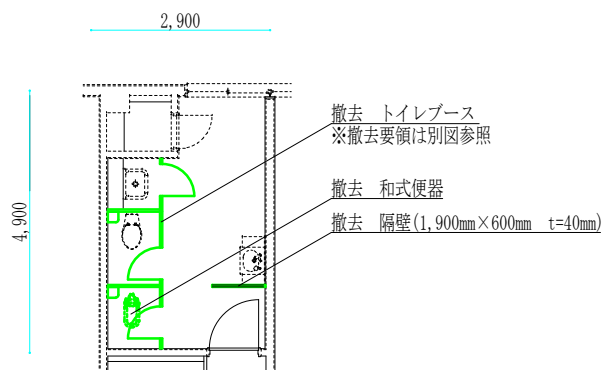 2,900
4,900
撤去 トイレブース
※撤去要領は別図参照
撤去 和式便器
撤去 隔壁(1,900mm×600mm t=40mm)